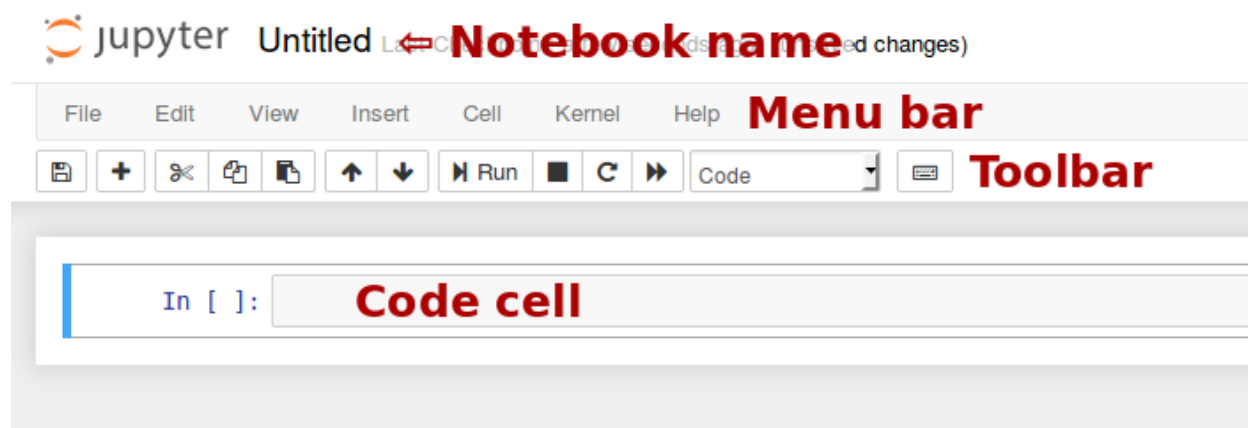 jupyter Untitled ⇐ Notebook name d changes)
File Edit View Insert Cell Kernel Help Menu bar
Run Code Toolbar
In [ ]: Code cell